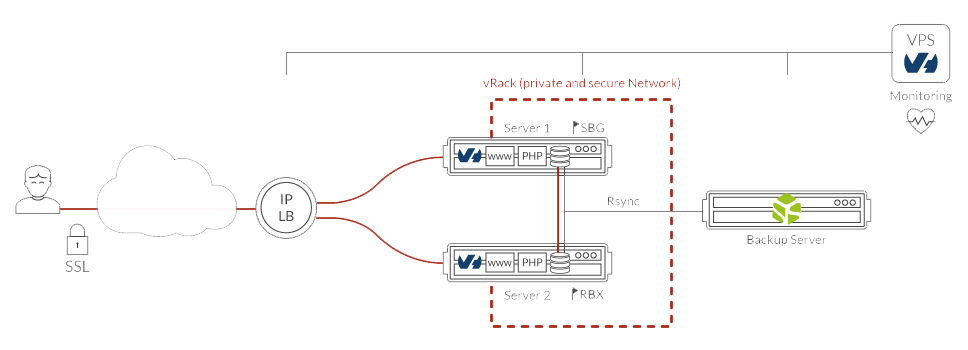 VPS
Monitoring
vRack (private and secure Network)
Server 1 SBG
www PHP
IP
LB
SSL
Rsync
Backup Server
www PHP
Server 2 RBX